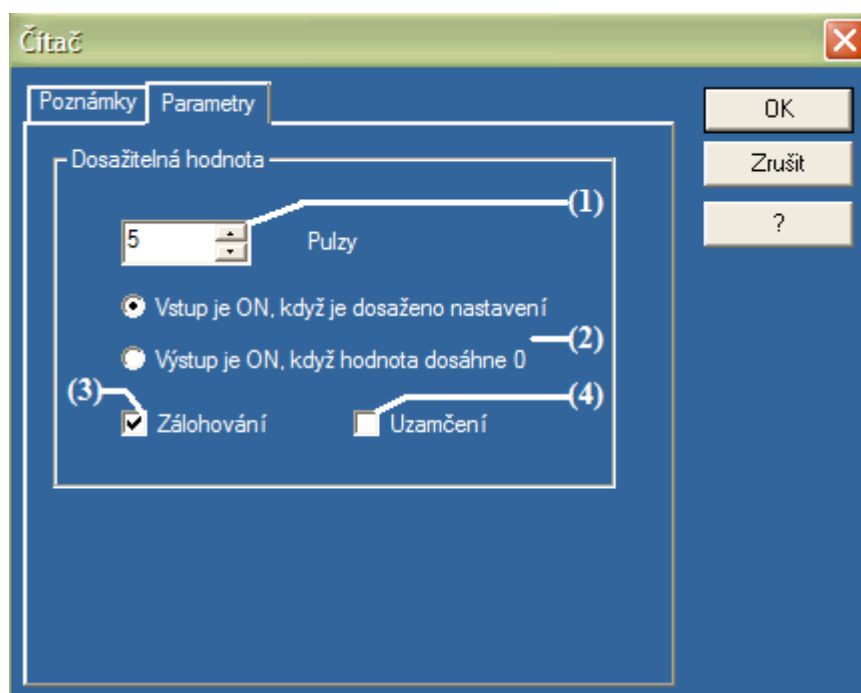 Čítač
Poznámky Parametry
OK
Zrušit
?
Dosažitelná hodnota
(1)
5 Pulzy
Vstup je ON, když je dosaženo nastavení
(2)
Výstup je ON, když hodnota dosáhne 0
(3) (4)
Zálohování Uzamčení